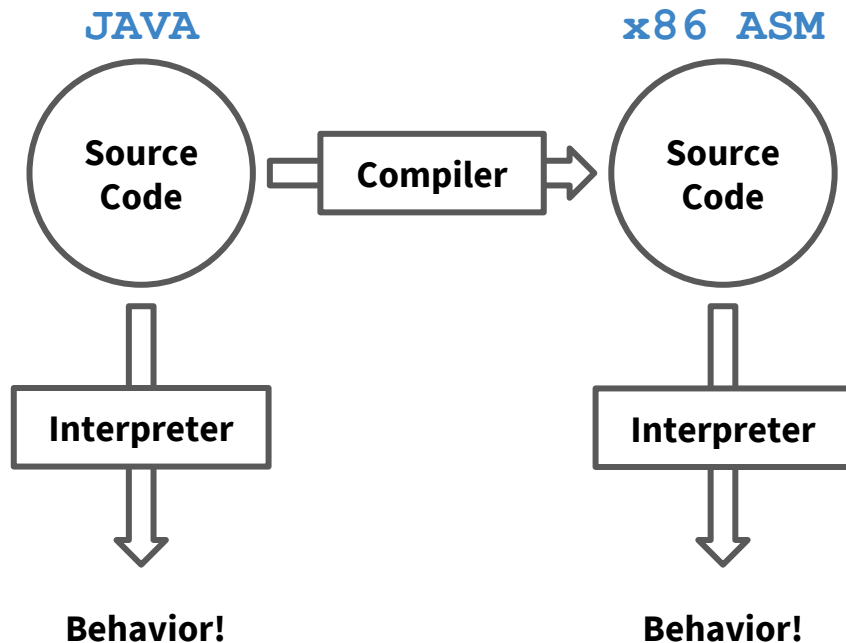 JAVA
x86 ASM
Source
Code
Compiler
Source
Code
Interpreter
Interpreter
Behavior!
Behavior!